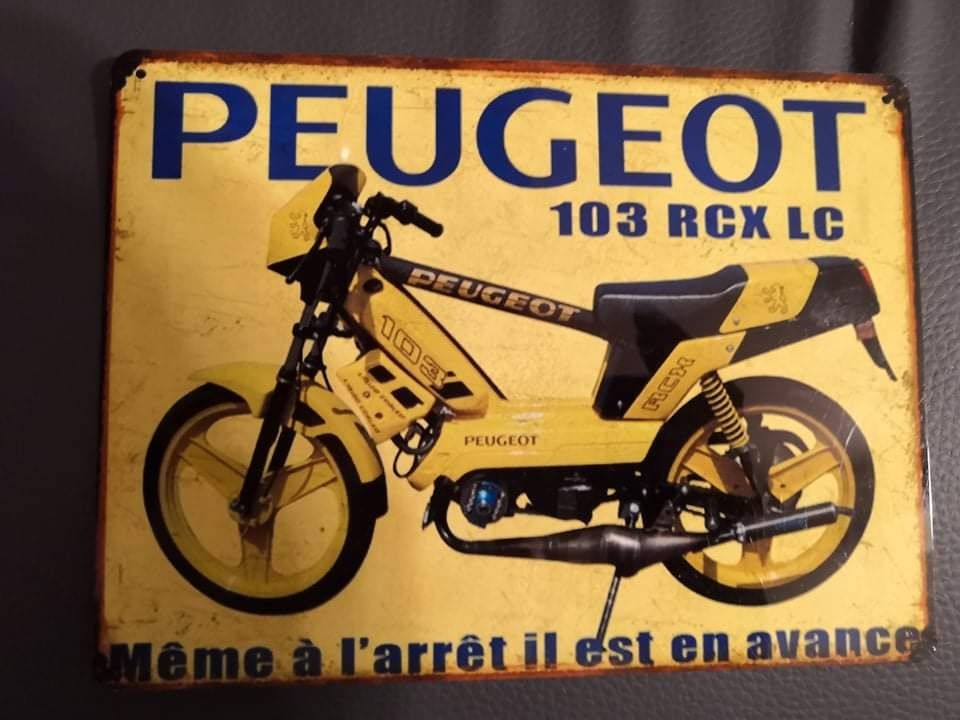 PEUGEOT
103 RCX LC
PEUGEOT
103
RCX
PEUGEOT
Même à l'arrêt il est en avance